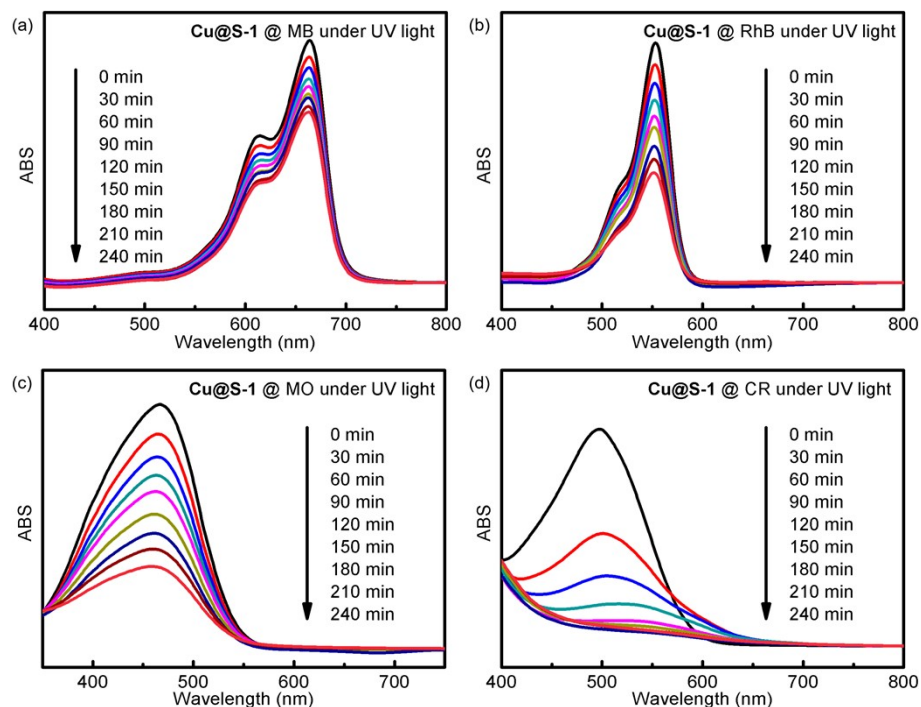 (a)
Cu@S-1 @ MB under UV light
0 min
30 min
60 min
90 min
120 min
150 min
180 min
210 min
240 min
ABS
400 500 600 700 800
Wavelength (nm)
(b)
Cu@S-1 @ RhB under UV light
0 min
30 min
60 min
90 min
120 min
150 min
180 min
210 min
240 min
ABS
400 500 600 700 800
Wavelength (nm)
(c)
Cu@S-1 @ MO under UV light
0 min
30 min
60 min
90 min
120 min
150 min
180 min
210 min
240 min
ABS
400 500 600 700
Wavelength (nm)
(d)
Cu@S-1 @ CR under UV light
0 min
30 min
60 min
90 min
120 min
150 min
180 min
210 min
240 min
ABS
400 500 600 700 800
Wavelength (nm)